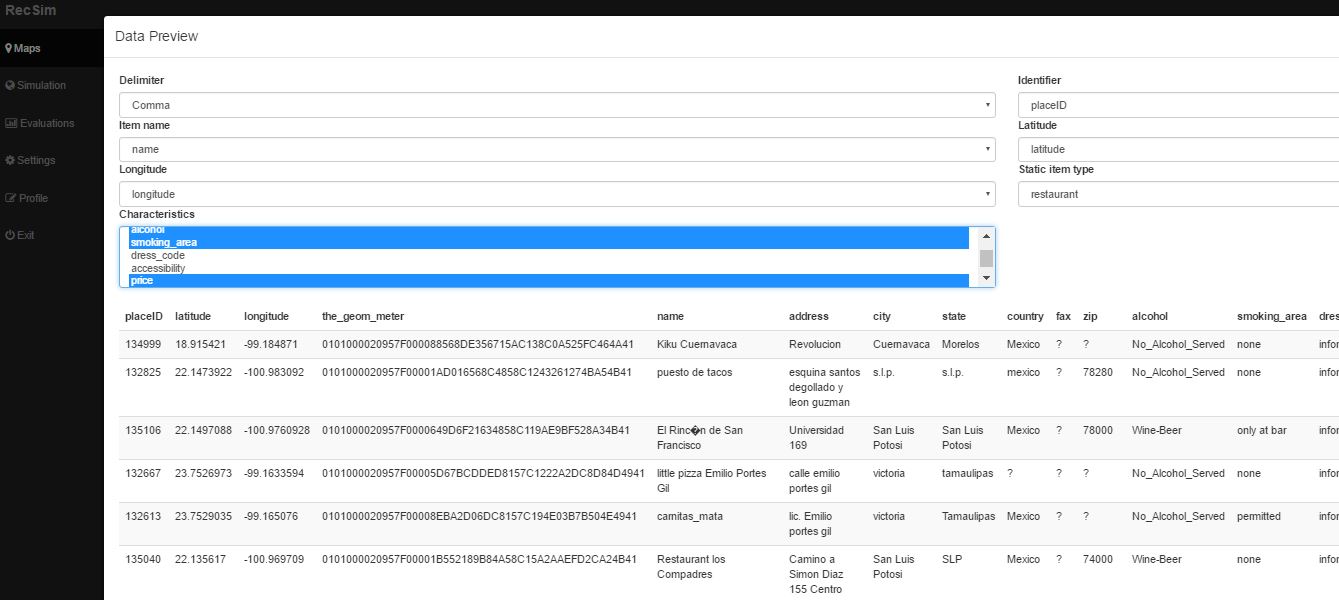 RecSim
Maps
Simulation
Evaluations
Settings
Profile
Exit
Data Preview
Delimiter
Identifier
Comma
placeID
Item name
Latitude
name
latitude
Longitude
Static item type
longitude
restaurant
Characteristics
alcohol
smoking_area
dress_code
accessibility
price
placeID latitude longitude the_geom_meter name address city state country fax zip alcohol smoking_area dres
134999 18.915421 -99.184871 0101000020957F000088568DE356715AC138C0A525FC464A41 Kiku Cuernavaca Revolucion Cuernavaca Morelos Mexico ? ? No_Alcohol_Served none infor
132825 22.1473922 -100.983092 0101000020957F00001AD016568C4858C1243261274BA54B41 puesto de tacos esquina santos s.l.p. s.l.p. mexico ? 78280 No_Alcohol_Served none infor
degollado y
leon guzman
135106 22.1497088 -100.9760928 0101000020957F0000649D6F21634858C119AE9BF528A34B41 El Rinc�n de San Universidad San Luis San Luis Mexico ? 78000 Wine-Beer only at bar infor
Francisco 169 Potosi Potosi
132667 23.7526973 -99.1633594 0101000020957F00005D67BCDDED8157C1222A2DC8D84D4941 little pizza Emilio Portes calle emilio victoria tamaulipas ? ? ? No_Alcohol_Served none infor
Gil portes gil
132613 23.7529035 -99.165076 0101000020957F00008EBA2D06DC8157C194E03B7B504E4941 carnitas_mata lic. Emilio victoria Tamaulipas Mexico ? ? No_Alcohol_Served permitted infor
portes gil
135040 22.135617 -100.969709 0101000020957F00001B552189B84A58C15A2AAEFD2CA24B41 Restaurant los Camino a San Luis SLP Mexico ? 74000 Wine-Beer none infor
Compadres Simon Diaz Potosi
155 Centro